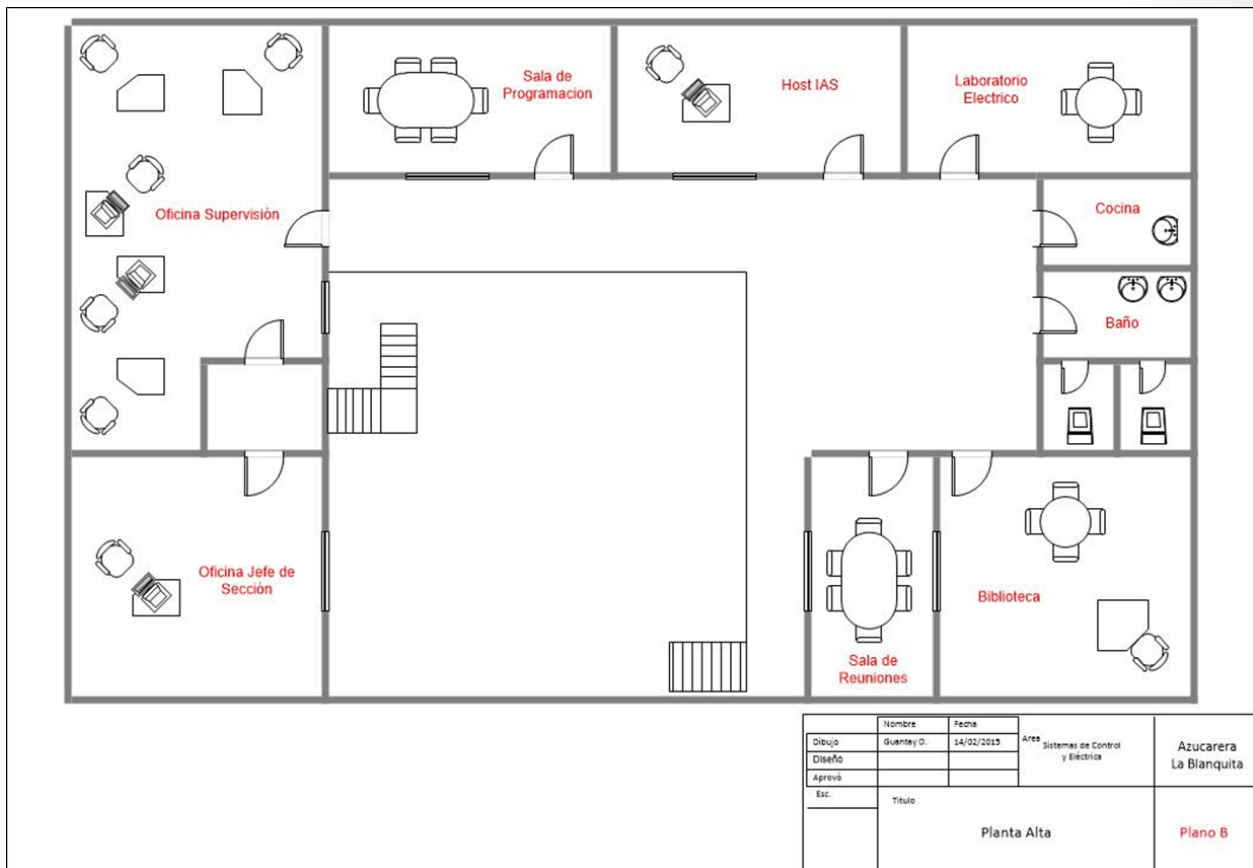 Sala de
Programacion
Host IAS
Laboratorio
Electrico
Oficina Supervisión
Cocina
Baño
Oficina Jefe de
Sección
Biblioteca
Sala de
Reuniones
Nombre
Fecha
Dibujo
Guantay D.
14/02/2015
Area
Sistemas de Control
y Eléctrica
Azucarera
La Blanquita
Diseño
Aprovó
Esc.
Titulo
Planta Alta
Plano B